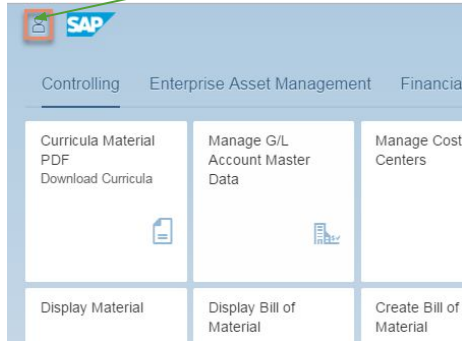 SAP
Controlling Enterprise Asset Management Financia
Curricula Material Manage G/L Manage Cost
PDF Account Master Centers
Download Curricula Data
Display Material Display Bill of Create Bill of
Material Material